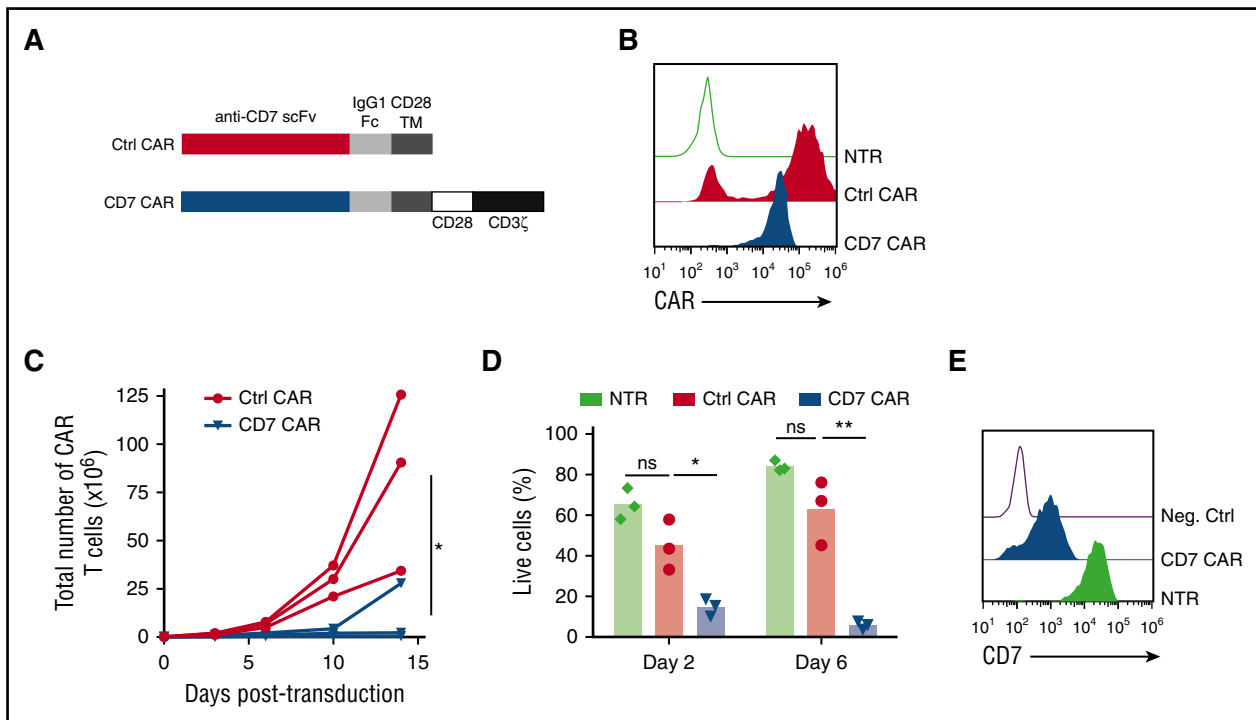 A
IgG1 CD28
anti-CD7 scFv Fc TM
Ctrl CAR
CD7 CAR
CD28 CD3ζ
B
NTR
Ctrl CAR
CD7 CAR
10¹ 10² 10³ 10⁴ 10⁵ 10⁶
CAR
C
Ctrl CAR
CD7 CAR
Total number of CAR
T cells (x10⁶)
125
100
75
50
25
0
*
0 5 10 15
Days post-transduction
D
NTR Ctrl CAR CD7 CAR
Live cells (%)
100
80
60
40
20
0
ns *
ns **
Day 2 Day 6
E
Neg. Ctrl
CD7 CAR
NTR
10¹ 10² 10³ 10⁴ 10⁵ 10⁶
CD7